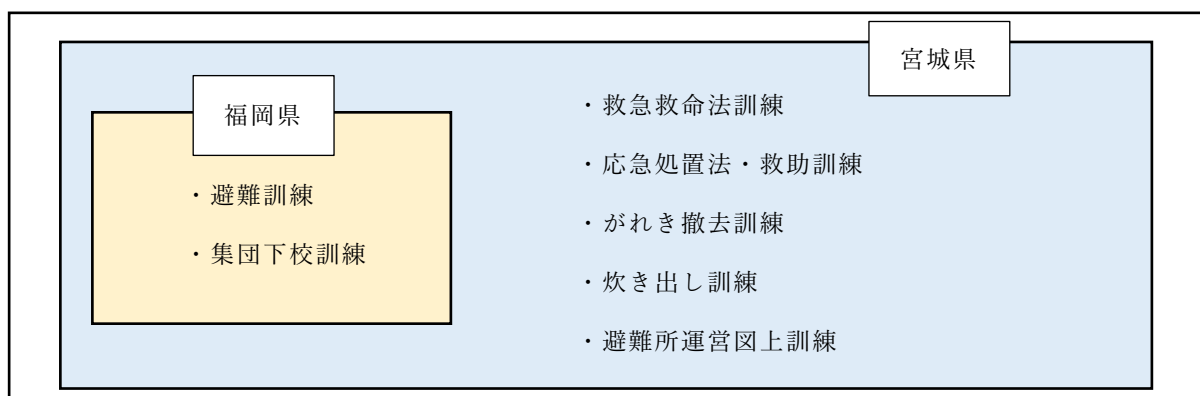 宮城県
福岡県
・避難訓練
・集団下校訓練
・救急救命法訓練
・応急処置法・救助訓練
・がれき撤去訓練
・炊き出し訓練
・避難所運営図上訓練